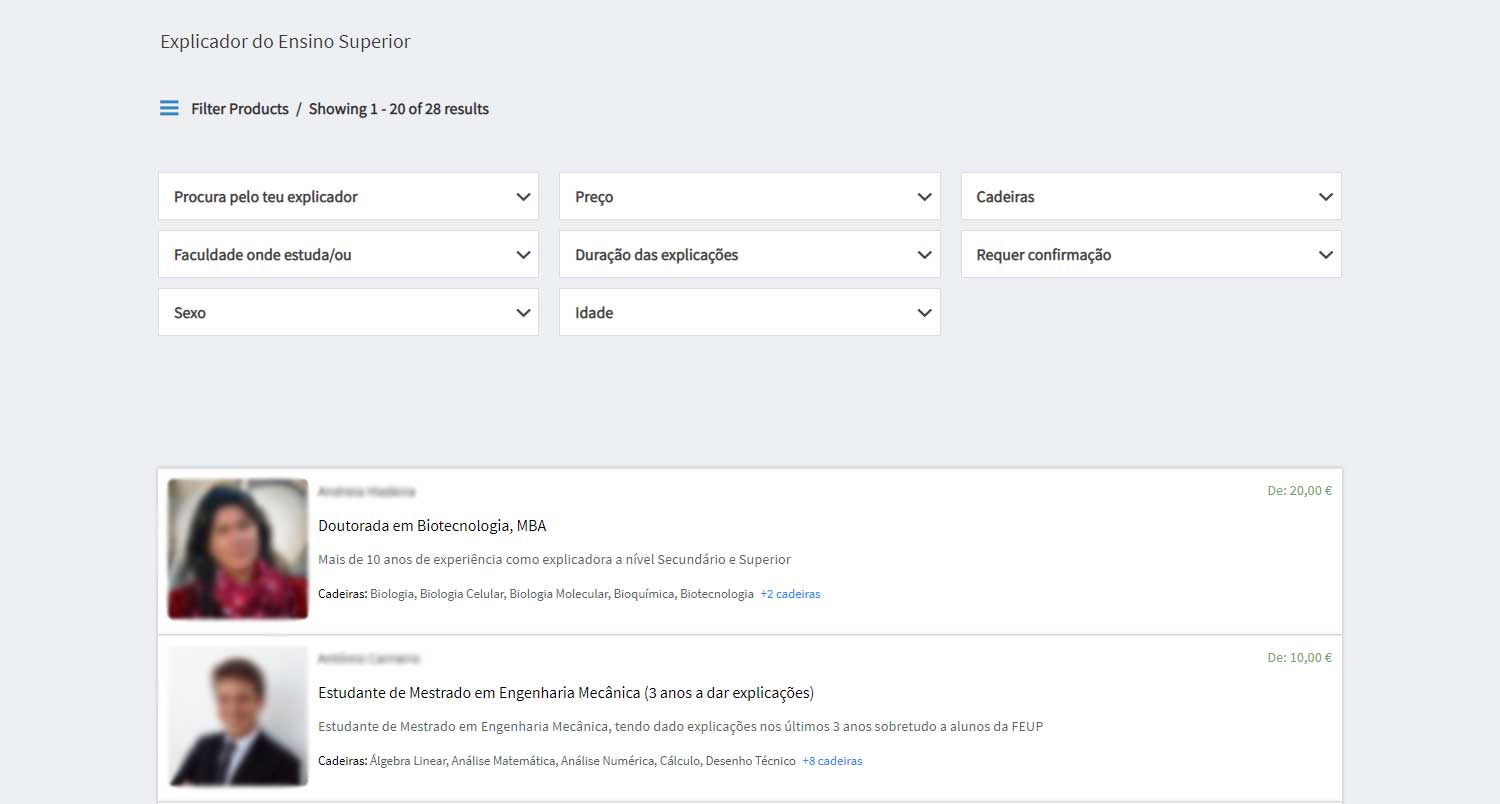 Explicador do Ensino Superior
Filter Products / Showing 1 - 20 of 28 results
Procura pelo teu explicador
Preço
Cadeiras
Faculdade onde estuda/ou
Duração das explicações
Requer confirmação
Sexo
Idade
De: 20,00 €
Doutorada em Biotecnologia, MBA
Mais de 10 anos de experiência como explicadora a nível Secundário e Superior
Cadeiras: Biologia, Biologia Celular, Biologia Molecular, Bioquímica, Biotecnologia +2 cadeiras
De: 10,00 €
Estudante de Mestrado em Engenharia Mecânica (3 anos a dar explicações)
Estudante de Mestrado em Engenharia Mecânica, tendo dado explicações nos últimos 3 anos sobretudo a alunos da FEUP
Cadeiras: Álgebra Linear, Análise Matemática, Análise Numérica, Cálculo, Desenho Técnico +8 cadeiras